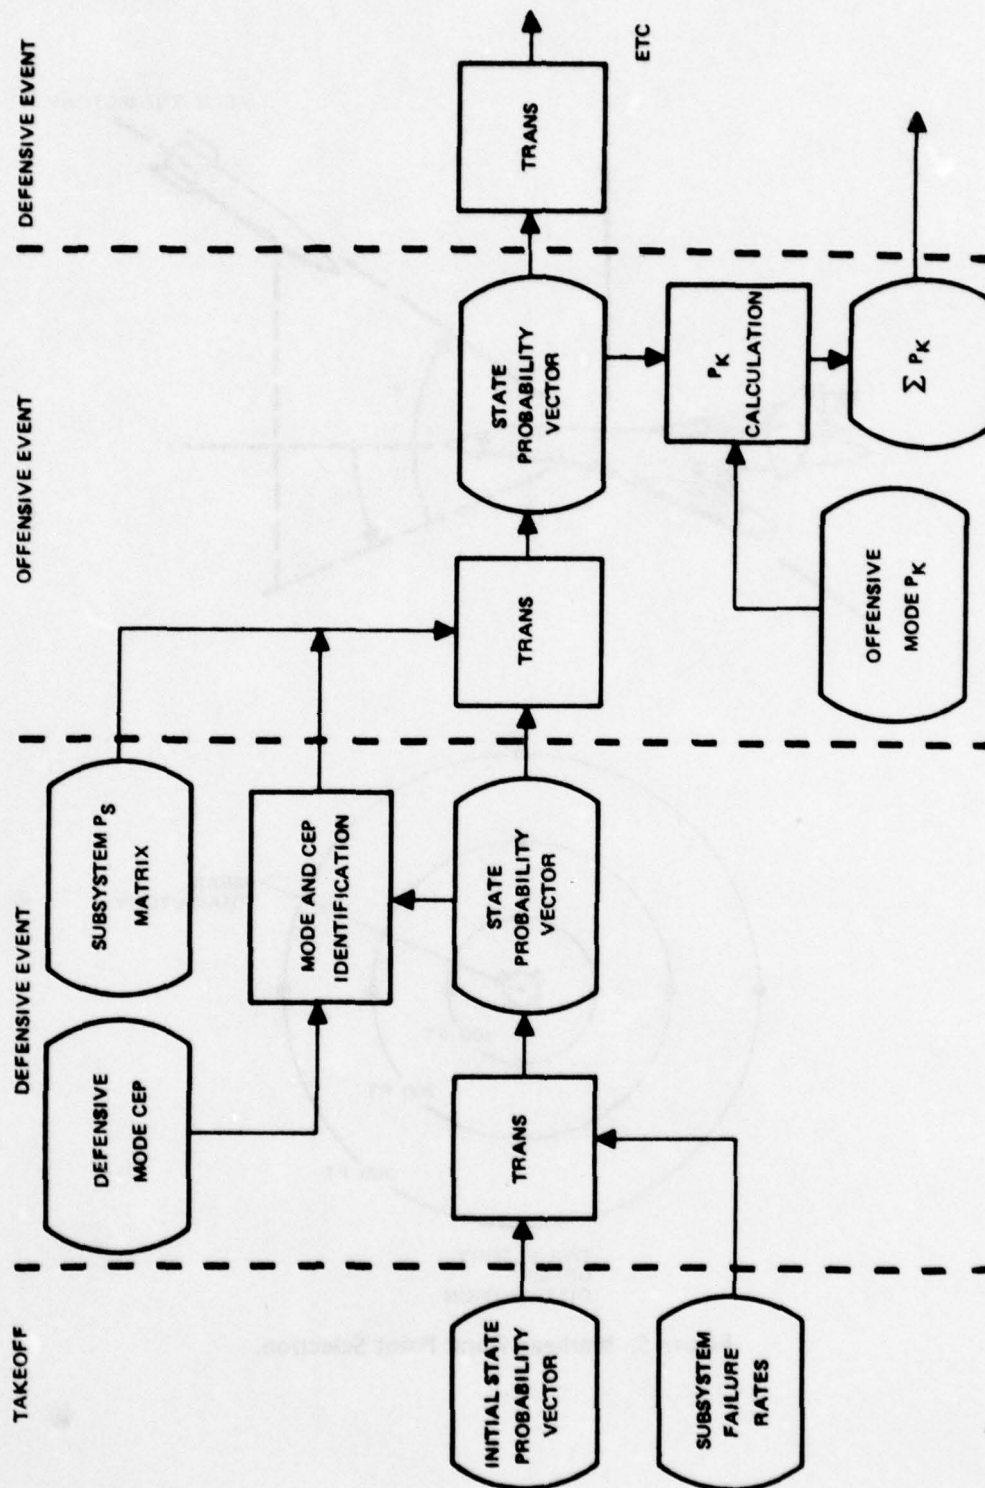 TAKEOFF
DEFENSIVE EVENT
OFFENSIVE EVENT
DEFENSIVE EVENT
DEFENSIVE
MODE CEP
SUBSYSTEM PS
MATRIX
MODE AND CEP
IDENTIFICATION
INITIAL STATE
PROBABILITY
VECTOR
TRANS
STATE
PROBABILITY
VECTOR
TRANS
STATE
PROBABILITY
VECTOR
TRANS
ETC
SUBSYSTEM
FAILURE
RATES
PK
CALCULATION
OFFENSIVE
MODE PK
Σ PK
Point Selection